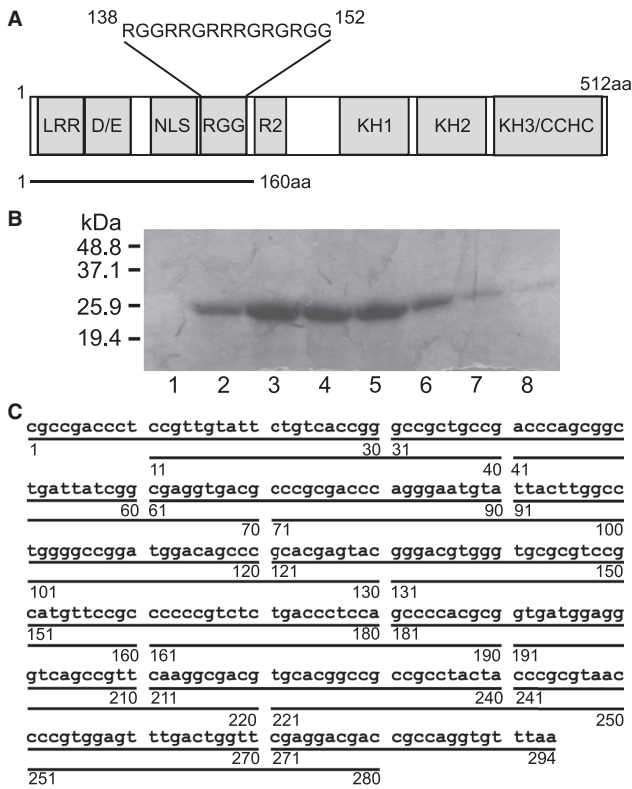 A
138 RGGRRGRRRGRGRGG 152
1 512aa
LRR D/E NLS RGG R2 KH1 KH2 KH3/CCHC
1 160aa
B
kDa
48.8
37.1
25.9
19.4
1 2 3 4 5 6 7 8
C
cgccgaccct ccgttgtatt ctgtcaccgg gccgctgccg acccagcggc
1 30 31
11 40 41
tgattatcgg cgaggtgacg cccgcgaccc agggaatgta ttacttggcc
60 61 90 91
70 71 100
tggggccgga tggacagccc gcacgagtac gggacgtggg tgcgcgtccg
120 121 150
101 130 131
catgttccgc cccccgtctc tgaccctcca gccccacgcg gtgatggagg
151 180 181
160 161 190 191
gtcagccgtt caaggcgacg tgcacggccg ccgcctacta cccgcgtaac
210 211 240 241
220 221 250
cccgtggagt tttgactggtt cgaggacgac cgccaggtgt ttaa
270 271 294
251 280